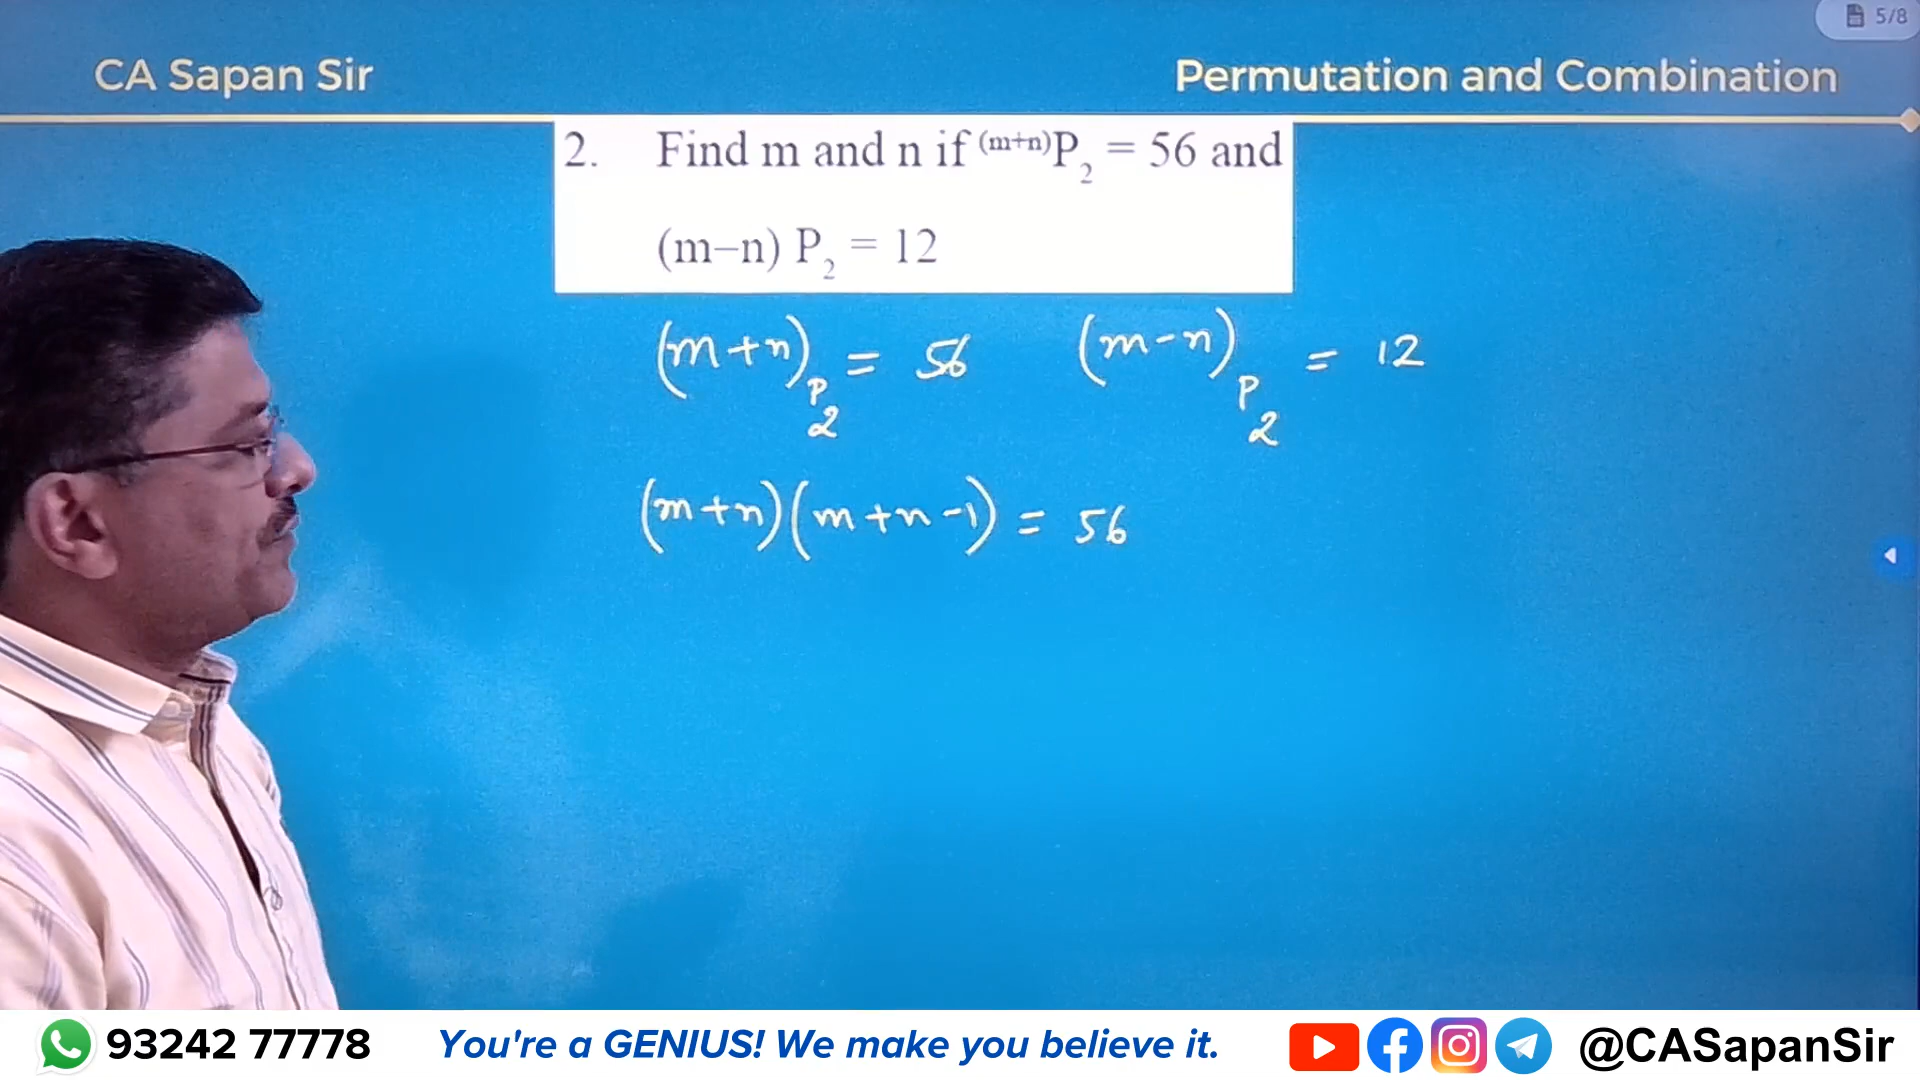 5/8
CA Sapan Sir
Permutation and Combination
2. Find m and n if ⁽ᵐ⁺ⁿ⁾P₂ = 56 and
(m–n) P₂ = 12
(m+n)P₂ = 56 (m-n)P₂ = 12
(m+n)(m+n-1) = 56
93242 77778 You're a GENIUS! We make you believe it. @CASapanSir